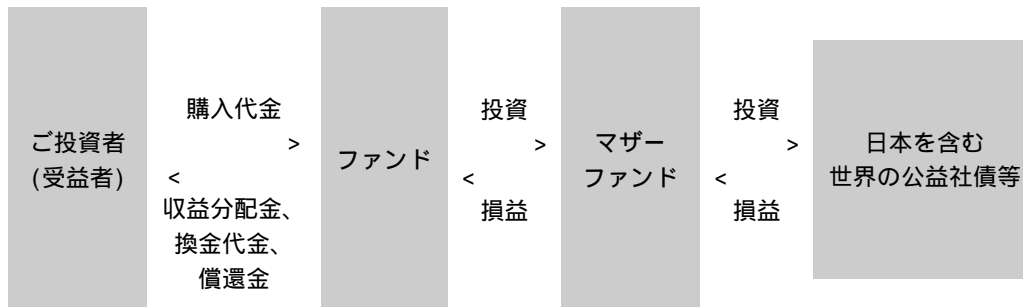 ご投資者
(受益者)
購入代金
>
<
収益分配金、
換金代金、
償還金
ファンド
投資
>
<
損益
マザー
ファンド
投資
>
<
損益
日本を含む
世界の公益社債等